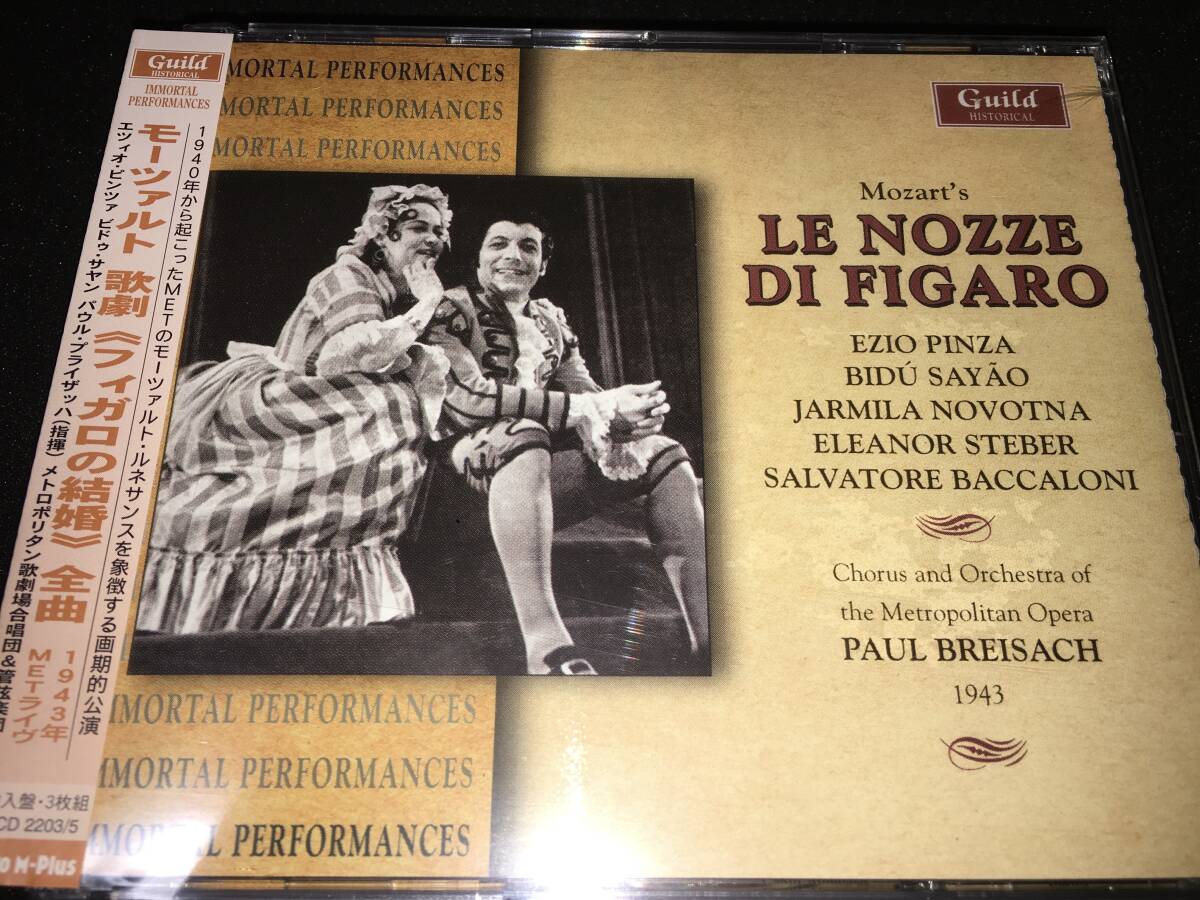 Guild
HISTORICAL
IMMORTAL
PERFORMANCES
1940年から起こったMETのモーツァルト・ルネサンスを象徴する画期的公演
モーツァルト 歌劇《フィガロの結婚》全曲 1943年
METライヴ
エツィオ・ピンツァ ビドゥ・サヤン パウル・ブライザッハ(指揮) メトロポリタン歌劇場合唱団&管弦楽団
入盤・3枚組
CD 2203/5
M-Plus
MORTAL PERFORMANCES
MORTAL PERFORMANCES
MORTAL PERFORMANCES
Guild
HISTORICAL
Mozart's
LE NOZZE
DI FIGARO
EZIO PINZA
BIDÚ SAYÃO
JARMILA NOVOTNA
ELEANOR STEBER
SALVATORE BACCALONI
Chorus and Orchestra of
the Metropolitan Opera
PAUL BREISACH
1943
IMMORTAL PERFORMANCES
IMMORTAL PERFORMANCES
IMMORTAL PERFORMANCES